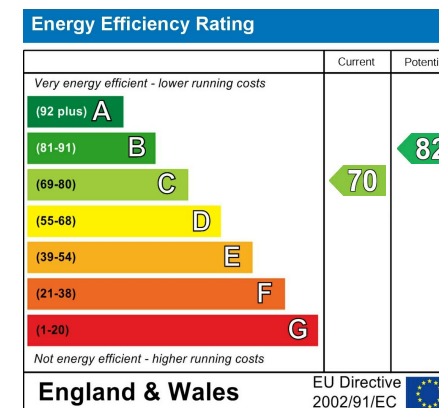 Energy Efficiency Rating
Current Potenti
Very energy efficient - lower running costs
(92 plus) A
(81-91) B
82
(69-80) C
70
(55-68) D
(39-54) E
(21-38) F
(1-20) G
Not energy efficient - higher running costs
England & Wales
EU Directive
2002/91/EC